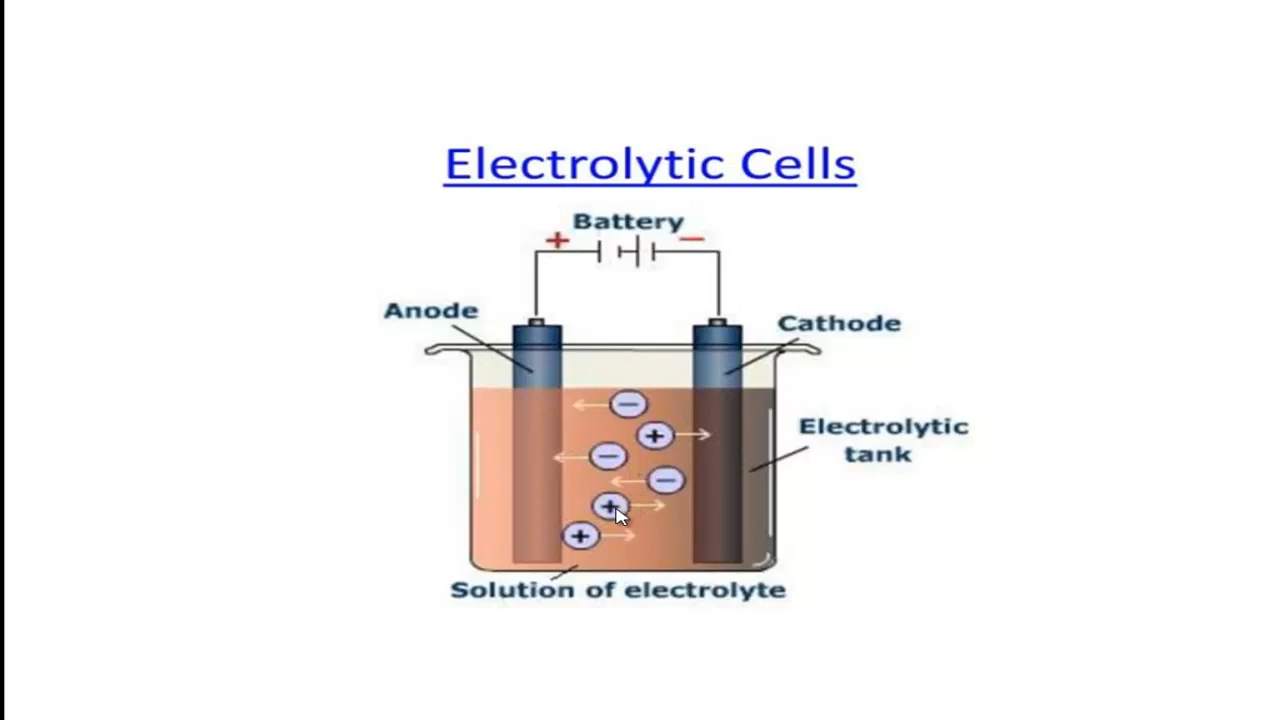 Electrolytic Cells
Battery
+ −
Anode
Cathode
−
+
−
−
+
+
Electrolytic
tank
Solution of electrolyte